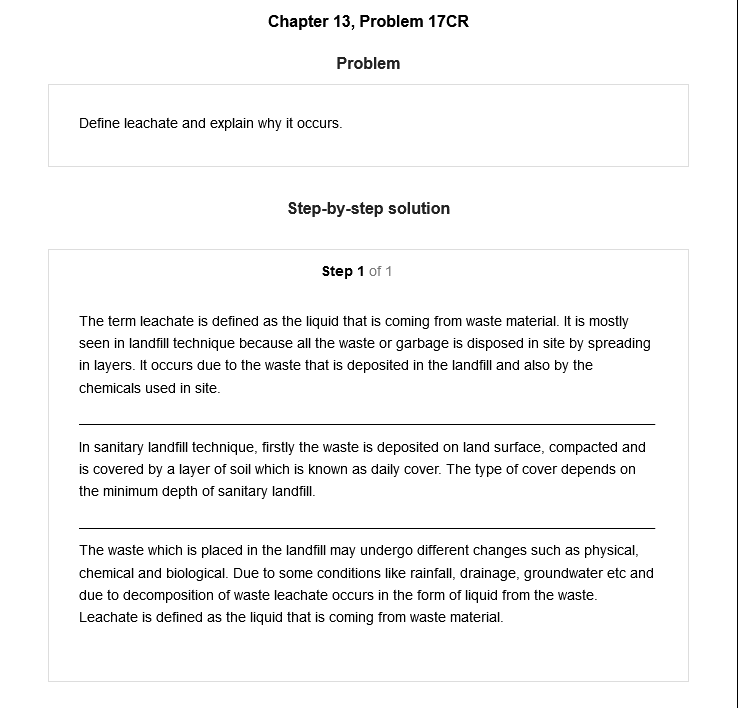 Chapter 13, Problem 17CR
Problem
Define leachate and explain why it occurs.
Step-by-step solution
Step 1 of 1
The term leachate is defined as the liquid that is coming from waste material. It is mostly
seen in landfill technique because all the waste or garbage is disposed in site by spreading
in layers. It occurs due to the waste that is deposited in the landfill and also by the
chemicals used in site.
In sanitary landfill technique, firstly the waste is deposited on land surface, compacted and
is covered by a layer of soil which is known as daily cover. The type of cover depends on
the minimum depth of sanitary landfill.
The waste which is placed in the landfill may undergo different changes such as physical,
chemical and biological. Due to some conditions like rainfall, drainage, groundwater etc and
due to decomposition of waste leachate occurs in the form of liquid from the waste.
Leachate is defined as the liquid that is coming from waste material.